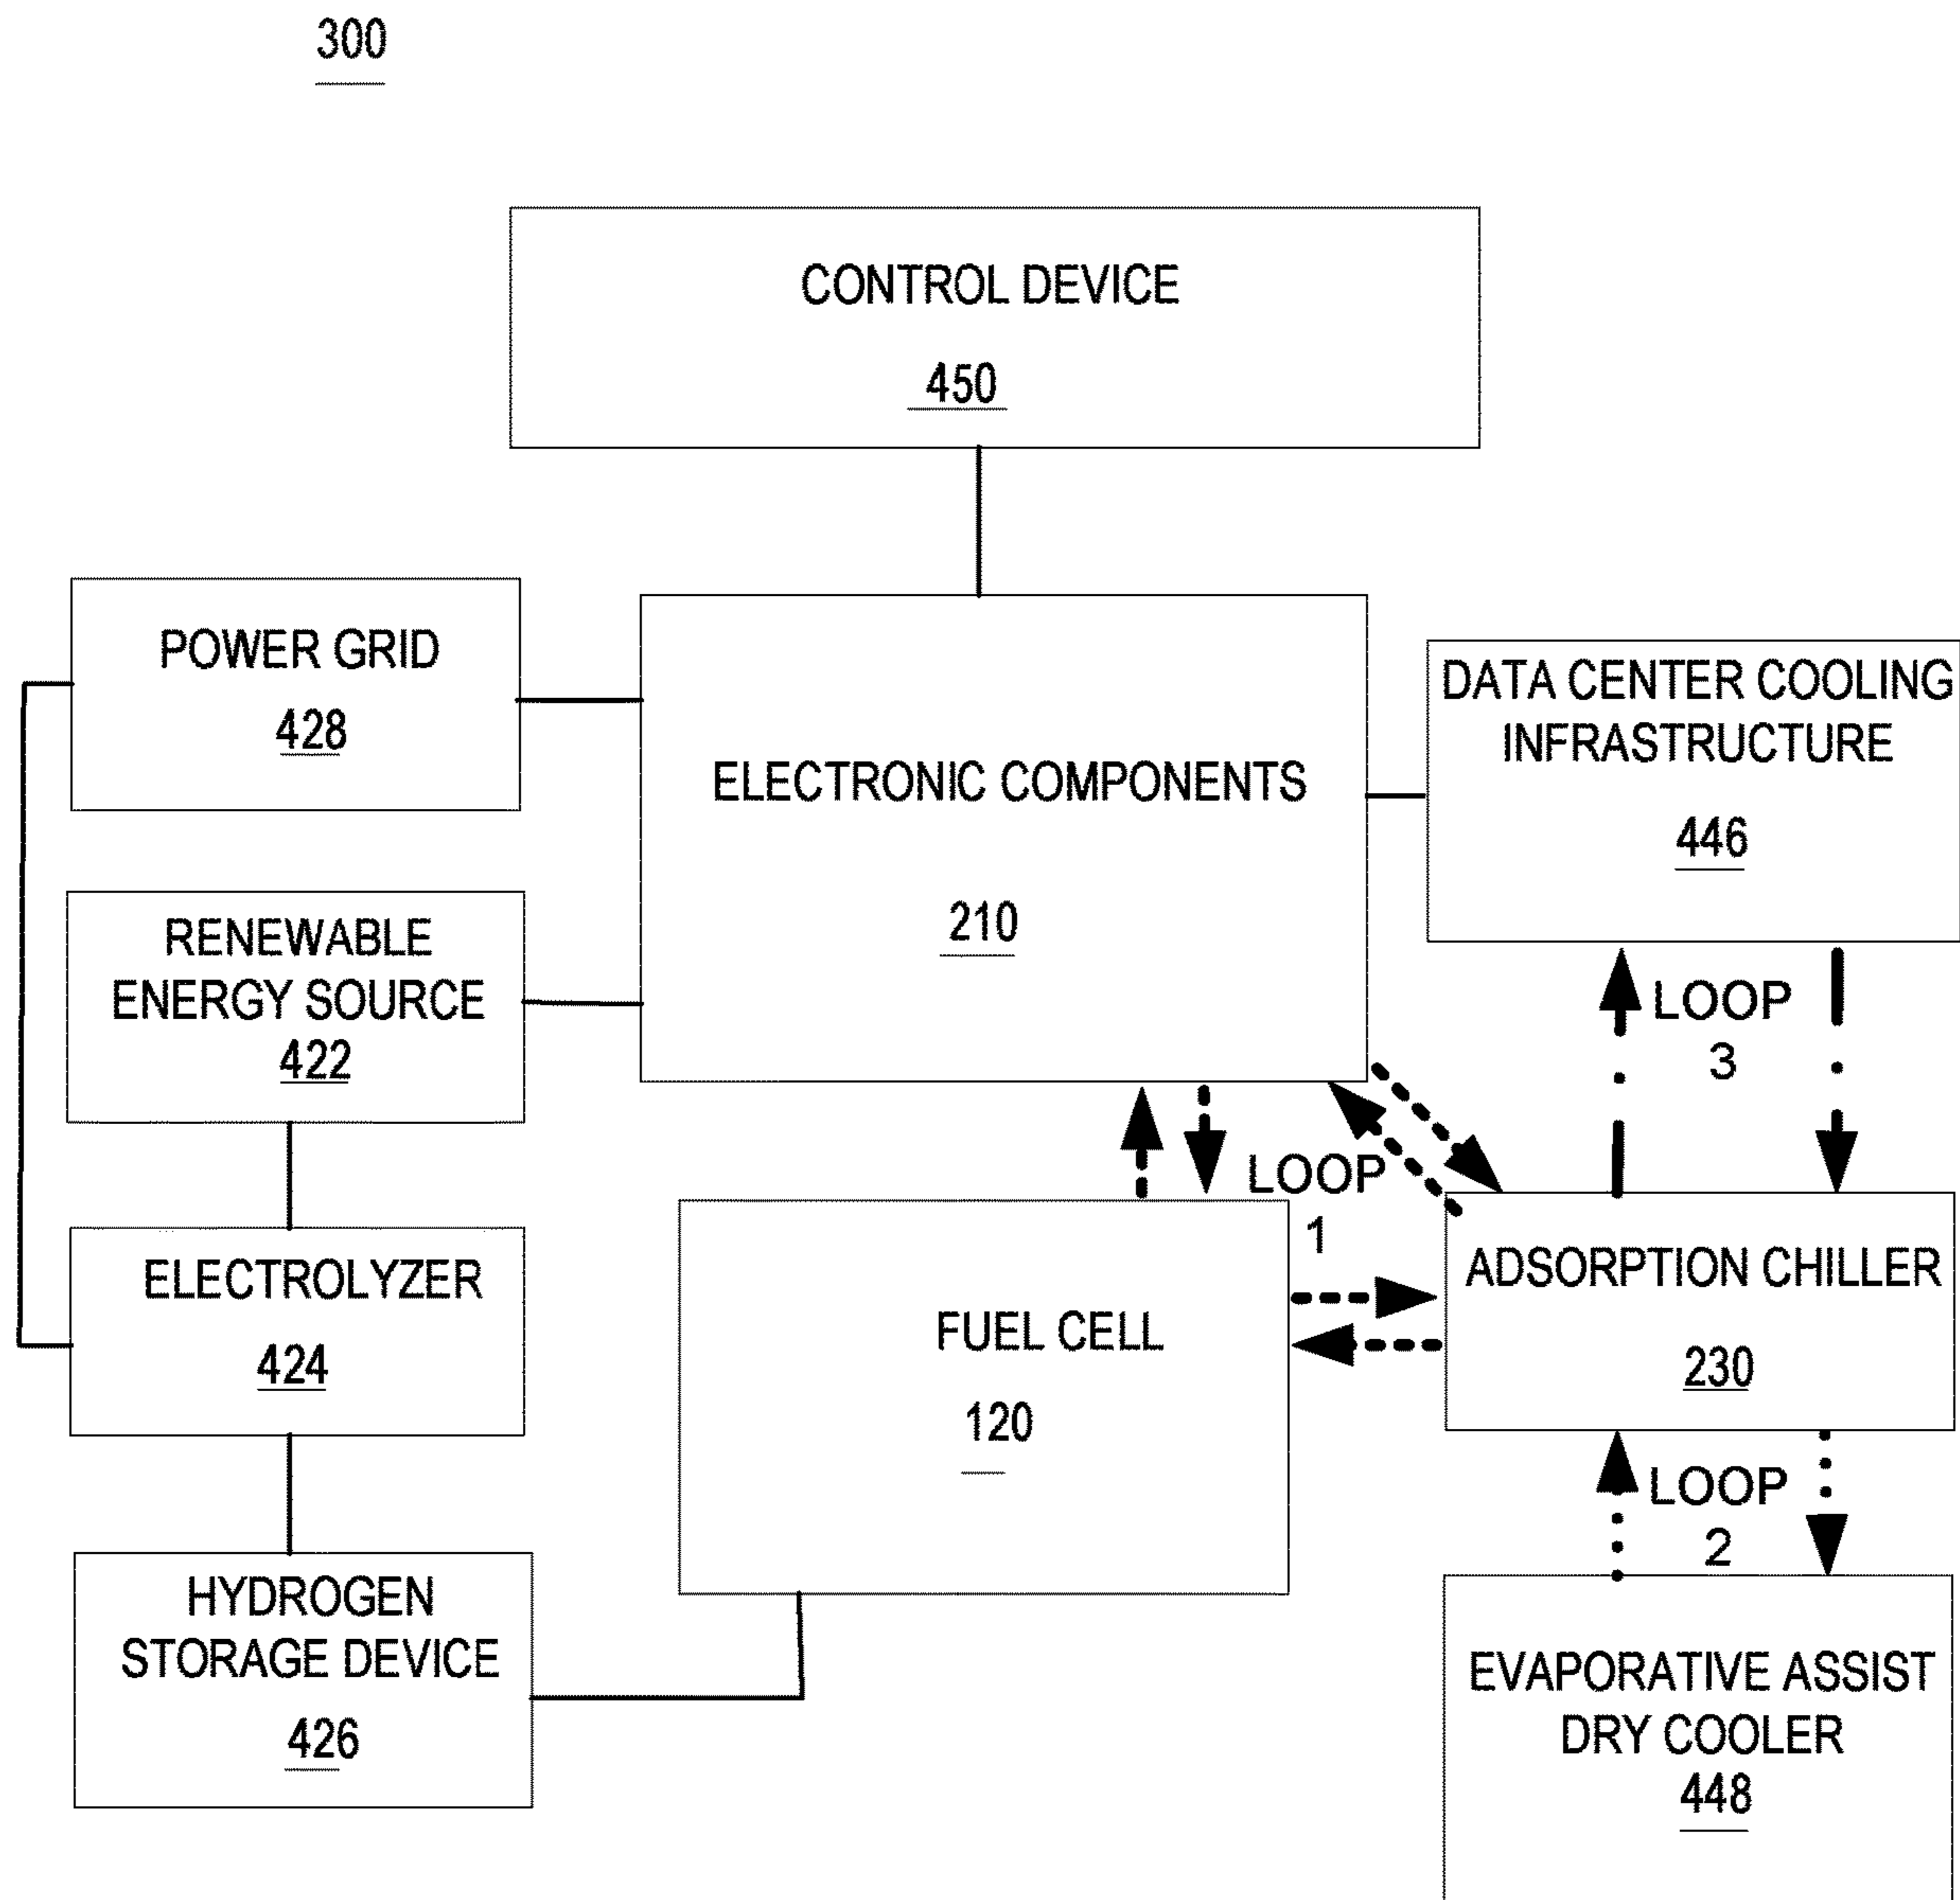 300
CONTROL DEVICE
450
POWER GRID
428
ELECTRONIC COMPONENTS
210
DATA CENTER COOLING
INFRASTRUCTURE
446
RENEWABLE
ENERGY SOURCE
422
LOOP
3
LOOP
1
ELECTROLYZER
424
FUEL CELL
120
ADSORPTION CHILLER
230
LOOP
2
HYDROGEN
STORAGE DEVICE
426
EVAPORATIVE ASSIST
DRY COOLER
448